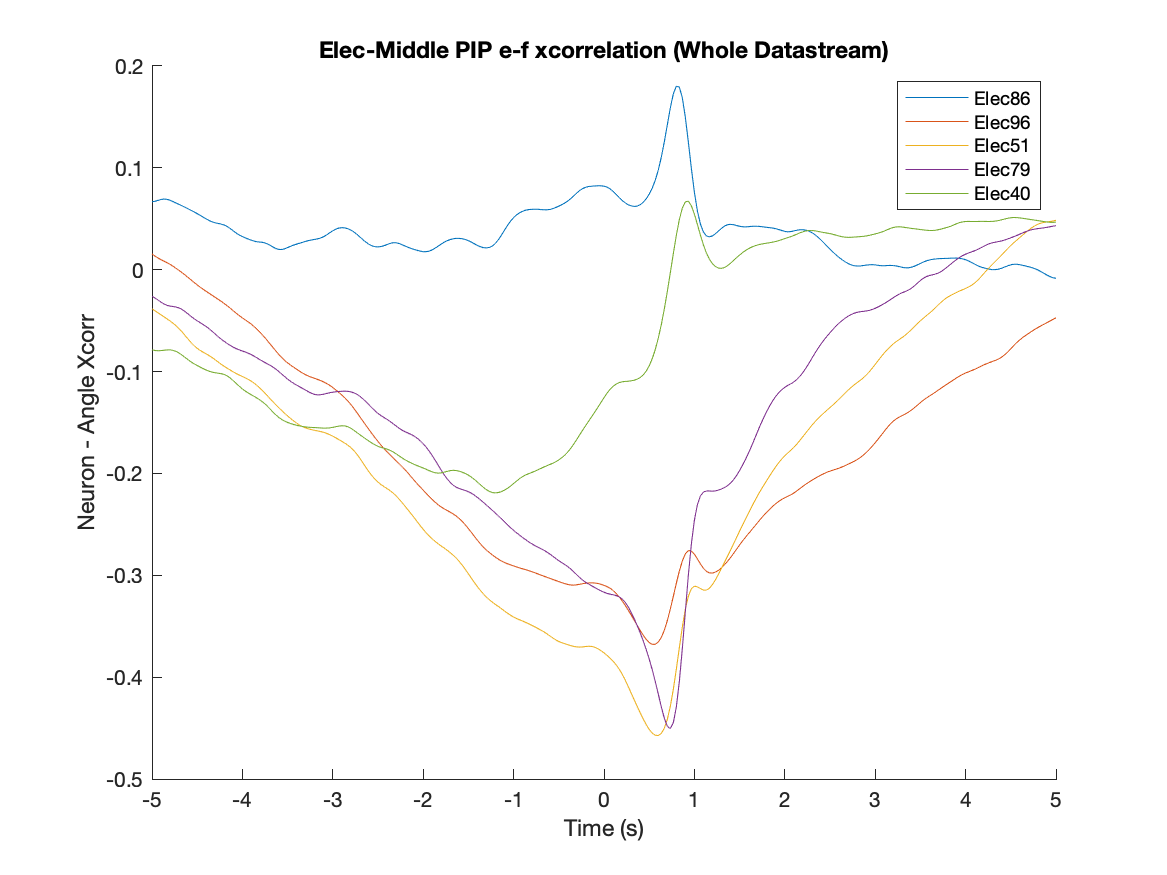 Elec-Middle PIP e-f xcorrelation (Whole Datastream)
0.2
0.1
0
-0.1
-0.2
-0.3
-0.4
-0.5
Neuron - Angle Xcorr
Elec86
Elec96
Elec51
Elec79
Elec40
-5 -4 -3 -2 -1 0 1 2 3 4 5
Time (s)